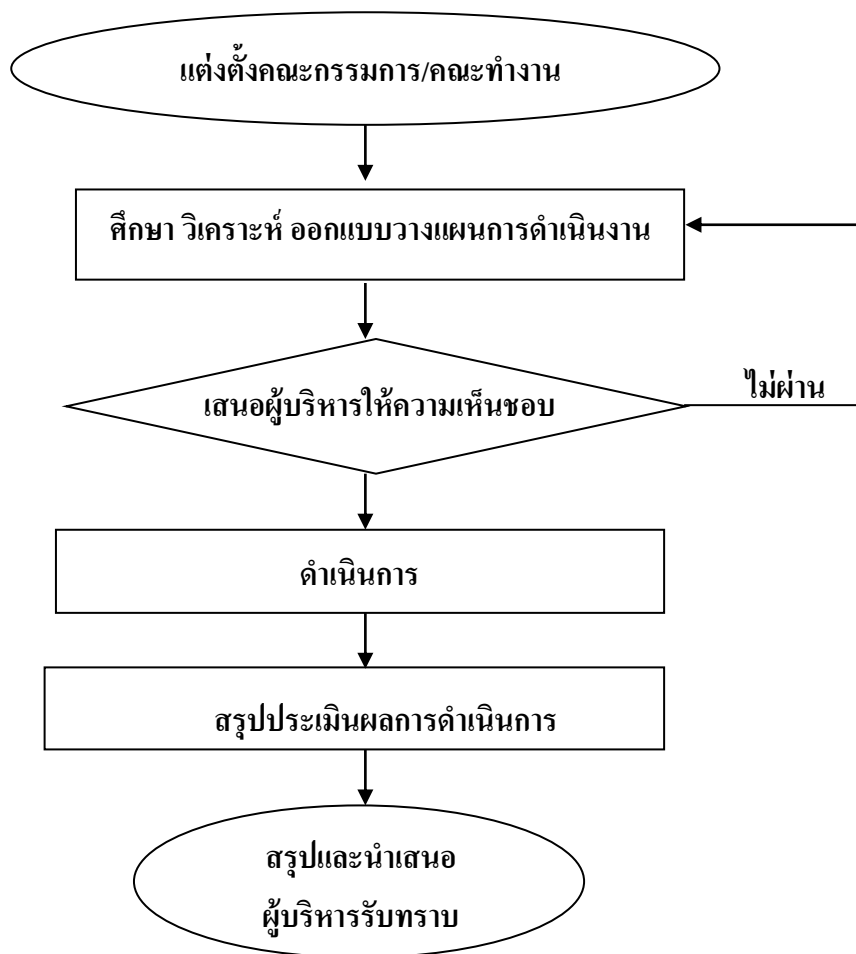 แต่งตั้งคณะกรรมการ/คณะทำงาน
ศึกษา วิเคราะห์ ออกแบบวางแผนการดำเนินงาน
เสนอผู้บริหารให้ความเห็นชอบ
ไม่ผ่าน
ดำเนินการ
สรุปประเมินผลการดำเนินการ
สรุปและนำเสนอ
ผู้บริหารรับทราบ